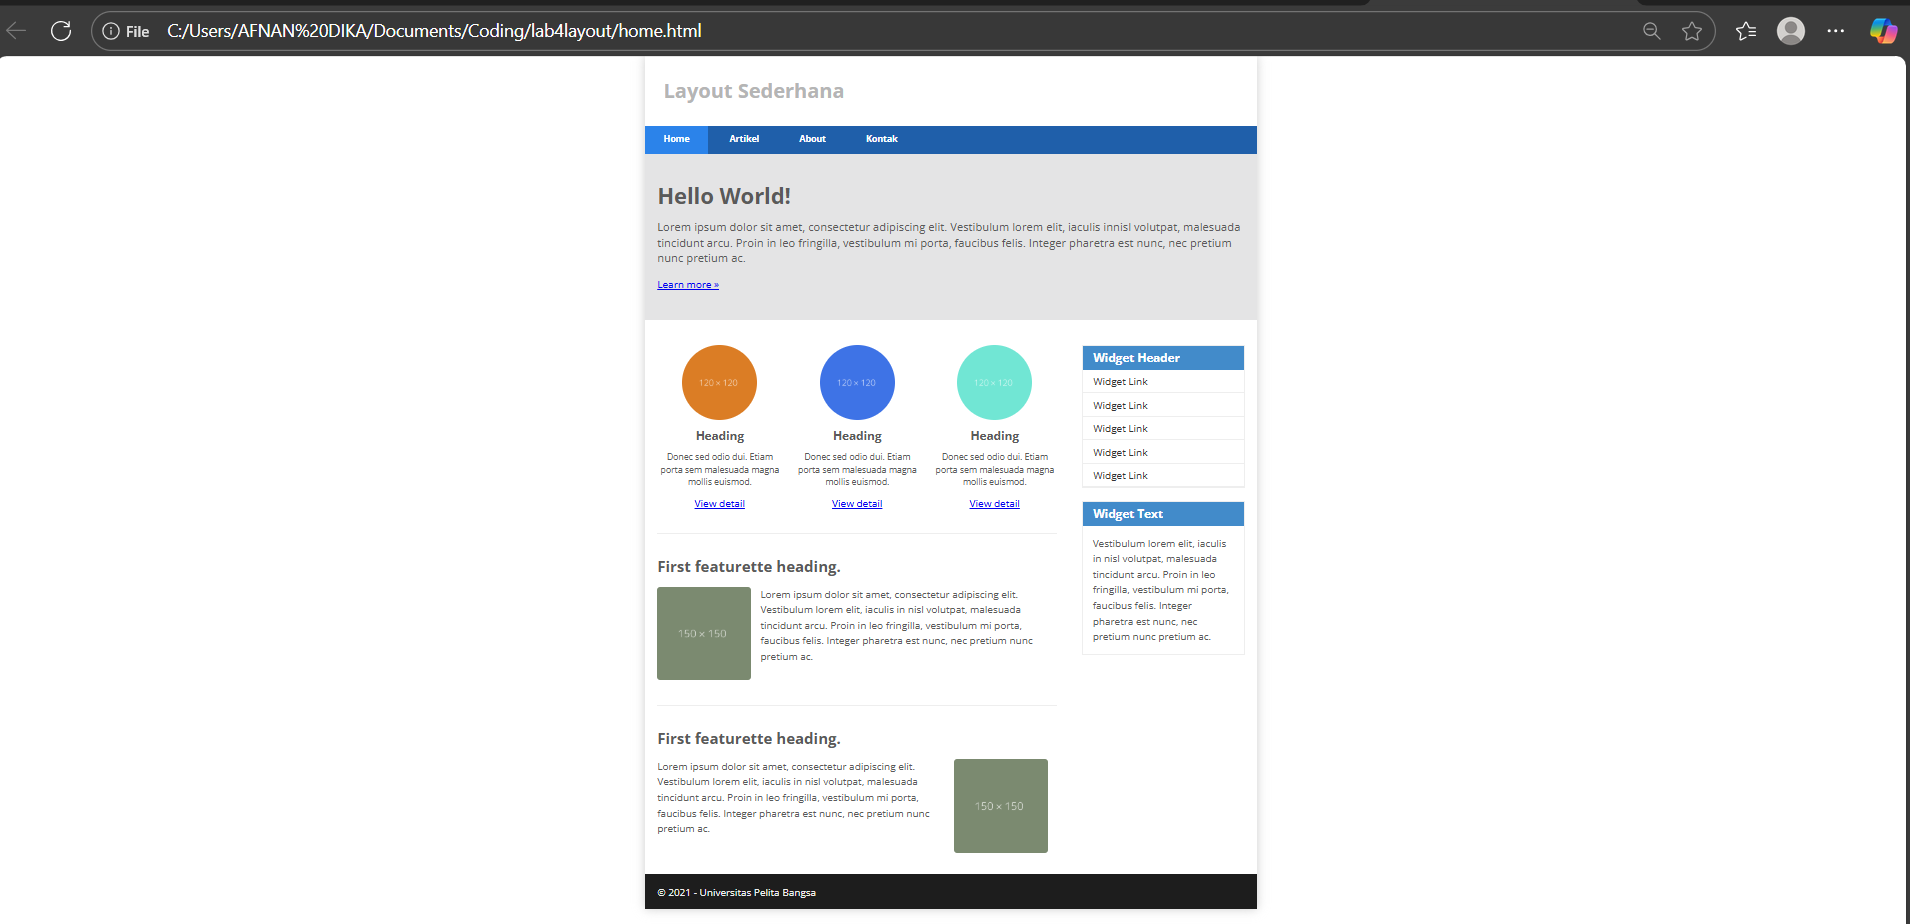 File C:/Users/AFNAN%20DIKA/Documents/Coding/lab4layout/home.html
Layout Sederhana
Home Artikel About Kontak
Hello World!
Lorem ipsum dolor sit amet, consectetur adipiscing elit. Vestibulum lorem elit, iaculis innisl volutpat, malesuada
tincidunt arcu. Proin in leo fringilla, vestibulum mi porta, faucibus felis. Integer pharetra est nunc, nec pretium
nunc pretium ac.
Learn more »
120 × 120
Heading
Donec sed odio dui. Etiam
porta sem malesuada magna
mollis euismod.
View detail
120 × 120
Heading
Donec sed odio dui. Etiam
porta sem malesuada magna
mollis euismod.
View detail
120 × 120
Heading
Donec sed odio dui. Etiam
porta sem malesuada magna
mollis euismod.
View detail
First featurette heading.
150 × 150
Lorem ipsum dolor sit amet, consectetur adipiscing elit.
Vestibulum lorem elit, iaculis in nisl volutpat, malesuada
tincidunt arcu. Proin in leo fringilla, vestibulum mi porta,
faucibus felis. Integer pharetra est nunc, nec pretium nunc
pretium ac.
First featurette heading.
Lorem ipsum dolor sit amet, consectetur adipiscing elit.
Vestibulum lorem elit, iaculis in nisl volutpat, malesuada
tincidunt arcu. Proin in leo fringilla, vestibulum mi porta,
faucibus felis. Integer pharetra est nunc, nec pretium nunc
pretium ac.
150 × 150
Widget Header
Widget Link
Widget Link
Widget Link
Widget Link
Widget Link
Widget Text
Vestibulum lorem elit, iaculis
in nisl volutpat, malesuada
tincidunt arcu. Proin in leo
fringilla, vestibulum mi porta,
faucibus felis. Integer
pharetra est nunc, nec
pretium nunc pretium ac.
© 2021 - Universitas Pelita Bangsa